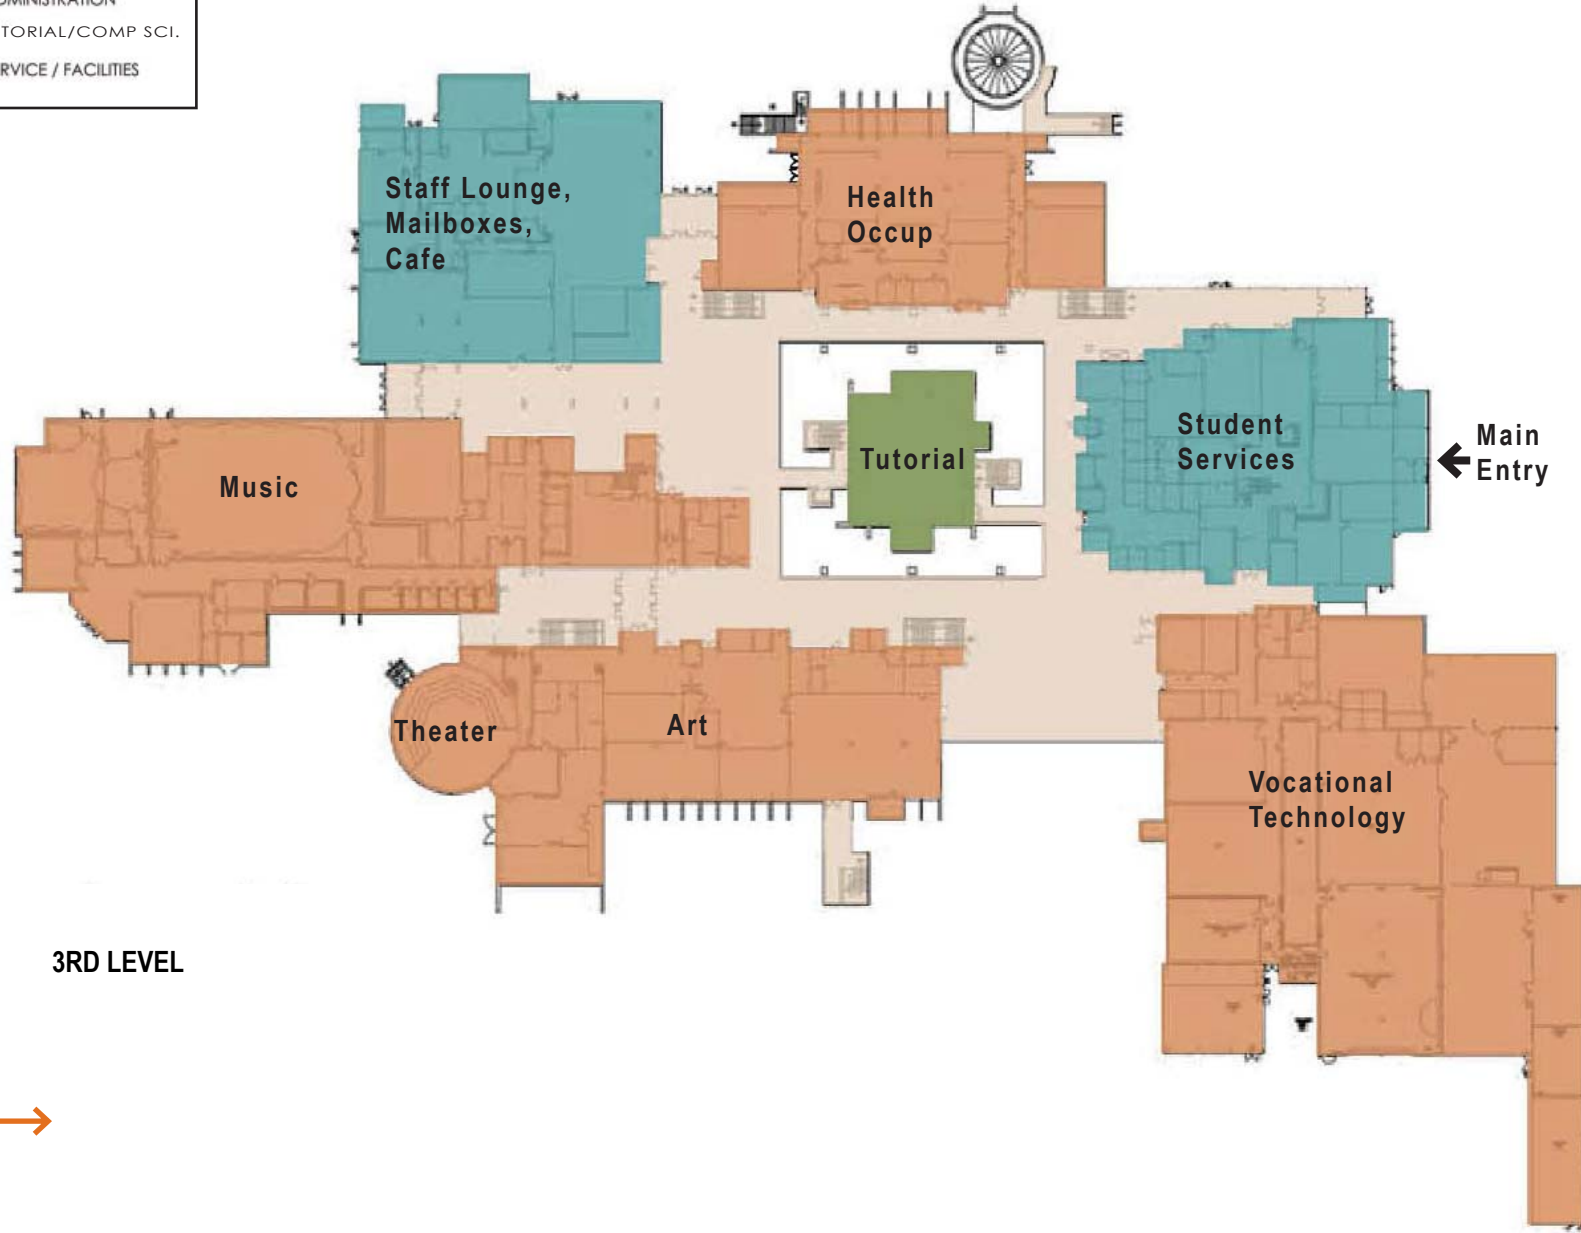 TORIAL/COMP SCI.
RVICE / FACILITIES
Staff Lounge,
Mailboxes,
Cafe
Health
Occup
Student
Services
Main
Entry
Tutorial
Music
Theater
Art
Vocational
Technology
3RD LEVEL